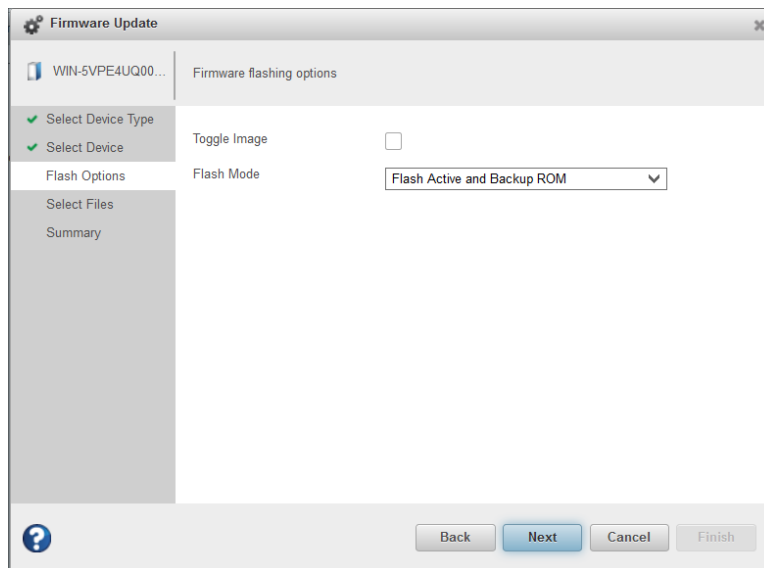 Firmware Update
WIN-5VPE4UQ00...
Firmware flashing options
Select Device Type
Select Device
Flash Options
Select Files
Summary
Toggle Image
Flash Mode
Flash Active and Backup ROM
Back
Next
Cancel
Finish